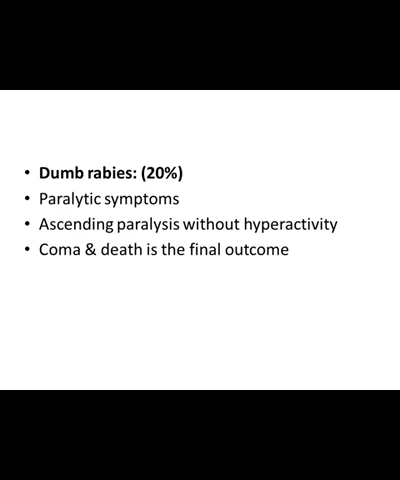 • Dumb rabies: (20%)
• Paralytic symptoms
• Ascending paralysis without hyperactivity
• Coma & death is the final outcome